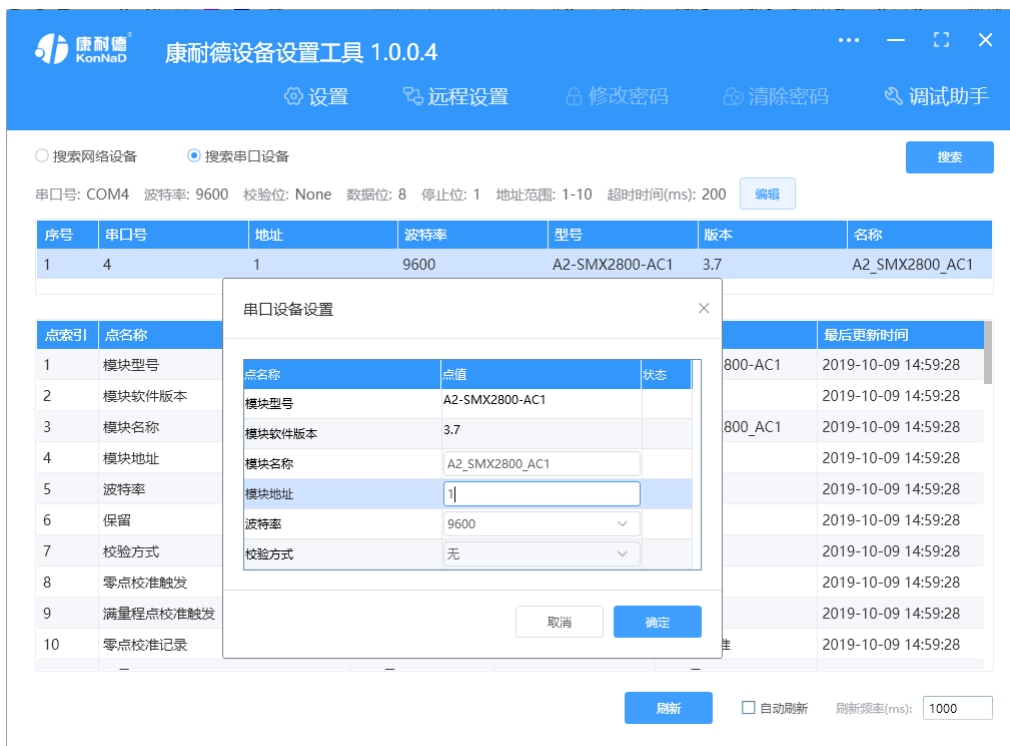 康耐德®
KonNaD
康耐德设备设置工具 1.0.0.4
设置 远程设置 修改密码 清除密码 调试助手
搜索网络设备 搜索串口设备 搜索
串口号: COM4 波特率: 9600 校验位: None 数据位: 8 停止位: 1 地址范围: 1-10 超时时间(ms): 200 编辑
序号 串口号 地址 波特率 型号 版本 名称
1 4 1 9600 A2-SMX2800-AC1 3.7 A2_SMX2800_AC1
串口设备设置
点名称 点值 状态
模块型号 A2-SMX2800-AC1
模块软件版本 3.7
模块名称 A2_SMX2800_AC1
模块地址 1
波特率 9600
校验方式 无
取消 确定
点索引 点名称 最后更新时间
1 模块型号 800-AC1 2019-10-09 14:59:28
2 模块软件版本 2019-10-09 14:59:28
3 模块名称 800_AC1 2019-10-09 14:59:28
4 模块地址 2019-10-09 14:59:28
5 波特率 2019-10-09 14:59:28
6 保留 2019-10-09 14:59:28
7 校验方式 2019-10-09 14:59:28
8 零点校准触发 2019-10-09 14:59:28
9 满量程点校准触发 2019-10-09 14:59:28
10 零点校准记录 2019-10-09 14:59:28
刷新 自动刷新 刷新频率(ms): 1000